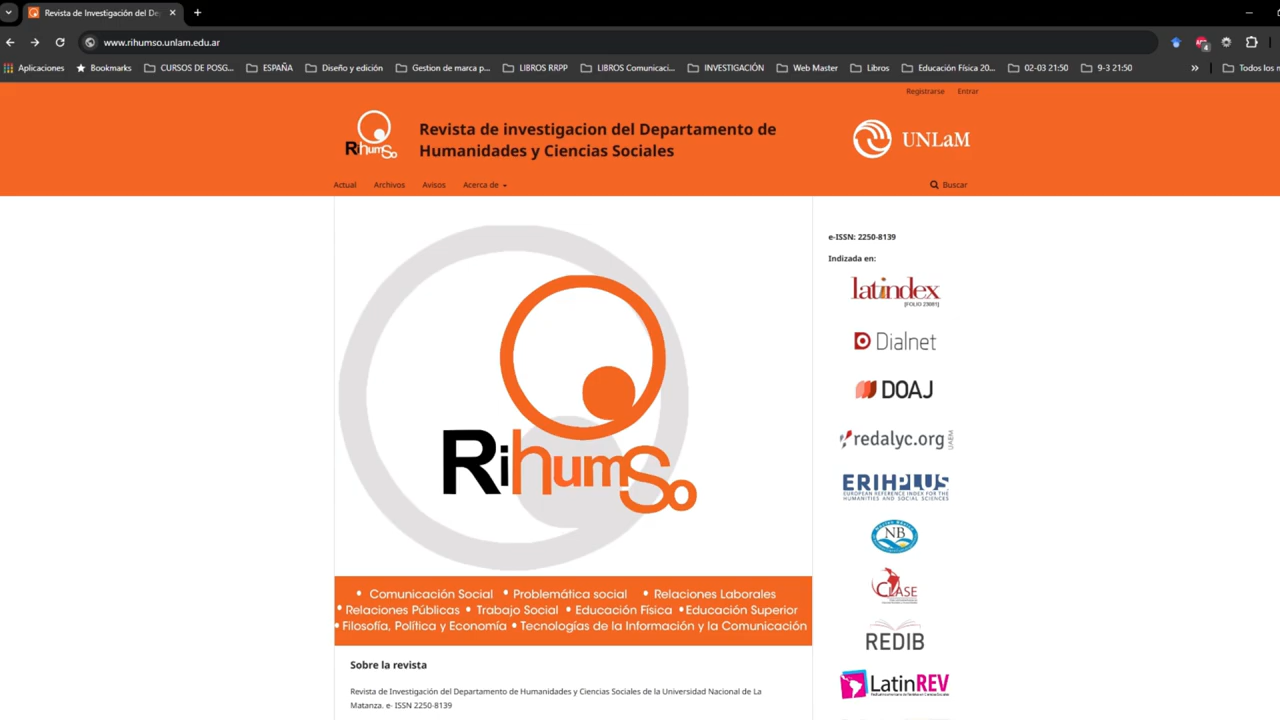 Revista de Investigación del De
www.rihumso.unlam.edu.ar
Aplicaciones Bookmarks CURSOS DE POSG... ESPAÑA Diseño y edición Gestion de marca p... LIBROS RRPP LIBROS Comunicaci... INVESTIGACIÓN Web Master Libros Educación Física 20... 02-03 21:50 9-3 21:50 » Todos los
Registrarse Entrar
RihumSo
Revista de investigacion del Departamento de
Humanidades y Ciencias Sociales
UNLaM
Actual Archivos Avisos Acerca de
Buscar
RihumSo
• Comunicación Social • Problemática social • Relaciones Laborales
• Relaciones Públicas • Trabajo Social • Educación Física • Educación Superior
• Filosofía, Política y Economía • Tecnologías de la Información y la Comunicación
Sobre la revista
Revista de Investigación del Departamento de Humanidades y Ciencias Sociales de la Universidad Nacional de La
Matanza. e- ISSN 2250-8139
e-ISSN: 2250-8139
Indizada en:
latindex
[FOLIO 23081]
Dialnet
DOAJ
redalyc.org
UAEM
ERIHPLUS
EUROPEAN REFERENCE INDEX FOR THE
HUMANITIES AND SOCIAL SCIENCES
NB
CLASE
REDIB
LatinREV